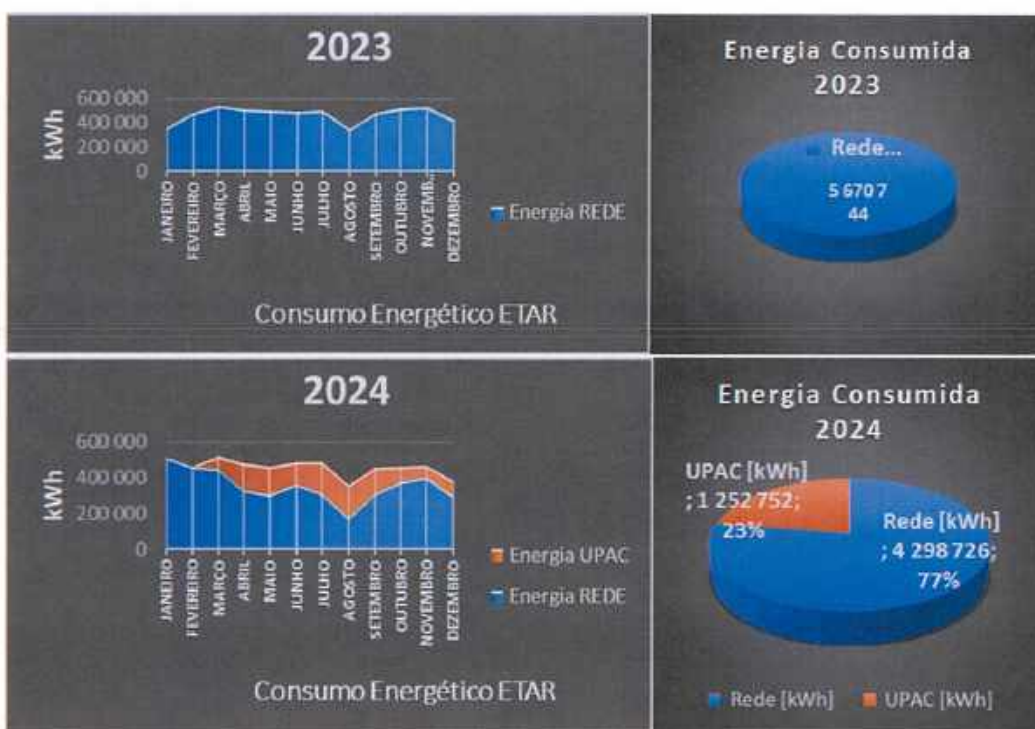 2023
kWh
600 000
400 000
200 000
0
JANEIRO
FEVEREIRO
MARÇO
ABRIL
MAIO
JUNHO
JULHO
AGOSTO
SETEMBRO
OUTUBRO
NOVEMB...
DEZEMBRO
Energia REDE
Consumo Energético ETAR
Energia Consumida
2023
Rede...
5 670 7
44
2024
kWh
600 000
400 000
200 000
0
JANEIRO
FEVEREIRO
MARÇO
ABRIL
MAIO
JUNHO
JULHO
AGOSTO
SETEMBRO
OUTUBRO
NOVEMBRO
DEZEMBRO
Energia UPAC
Energia REDE
Consumo Energético ETAR
Energia Consumida
2024
UPAC [kWh]
; 1 252 752;
23%
Rede [kWh]
; 4 298 726;
77%
Rede [kWh]
UPAC [kWh]